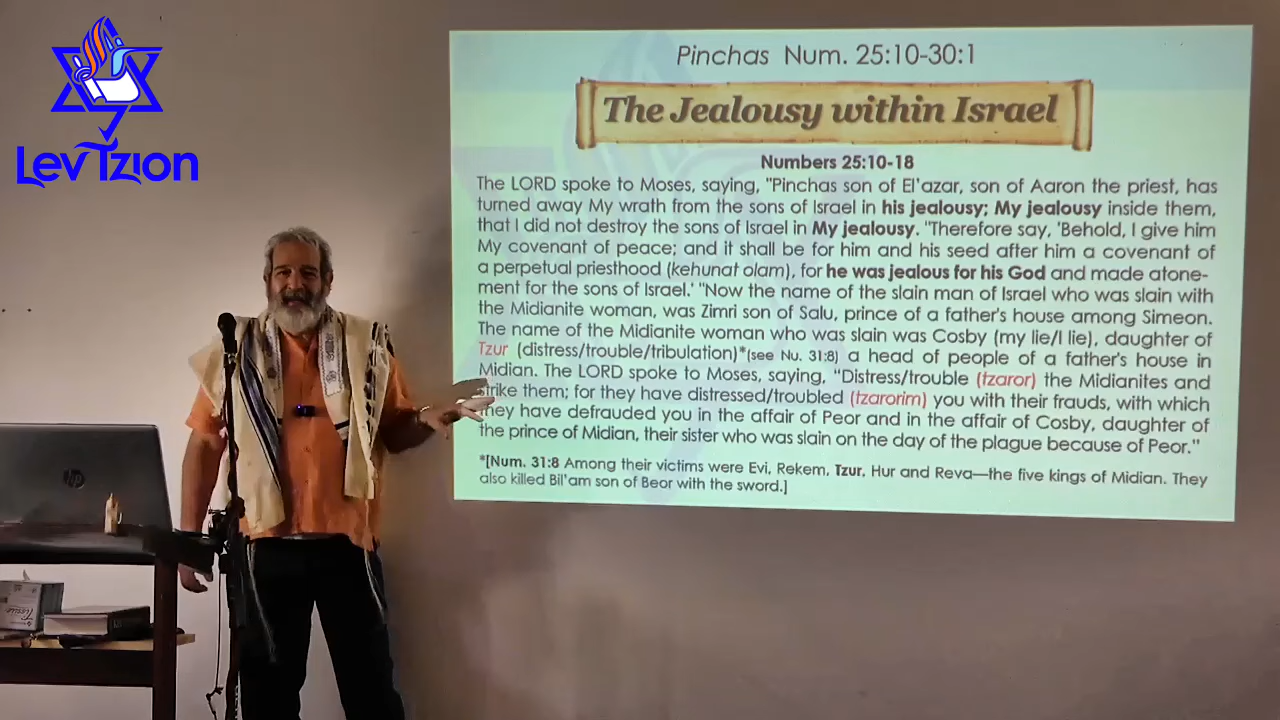 Lev Tzion
Pinchas Num. 25:10-30:1
The Jealousy within Israel
Numbers 25:10-18
The LORD spoke to Moses, saying, "Pinchas son of El'azar, son of Aaron the priest, has
turned away My wrath from the sons of Israel in his jealousy; My jealousy inside them,
that I did not destroy the sons of Israel in My jealousy. "Therefore say, 'Behold, I give him
My covenant of peace; and it shall be for him and his seed after him a covenant of
a perpetual priesthood (kehunat olam), for he was jealous for his God and made atone-
ment for the sons of Israel.' "Now the name of the slain man of Israel who was slain with
the Midianite woman, was Zimri son of Salu, prince of a father's house among Simeon.
The name of the Midianite woman who was slain was Cosby (my lie/I lie), daughter of
Tzur (distress/trouble/tribulation)*(see Nu. 31:8) a head of people of a father's house in
Midian. The LORD spoke to Moses, saying, "Distress/trouble (tzaror) the Midianites and
strike them; for they have distressed/troubled (tzarorim) you with their frauds, with which
they have defrauded you in the affair of Peor and in the affair of Cosby, daughter of
the prince of Midian, their sister who was slain on the day of the plague because of Peor."
*[Num. 31:8 Among their victims were Evi, Rekem, Tzur, Hur and Reva—the five kings of Midian. They
also killed Bil'am son of Beor with the sword.]
hp
Tissue